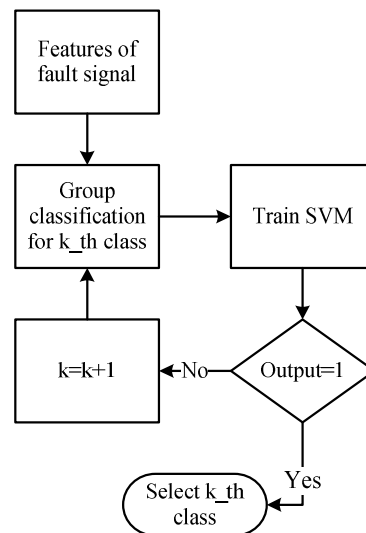 Features of
fault signal
Group
classification
for k_th class
Train SVM
k=k+1
No
Output=1
Yes
Select k_th
class